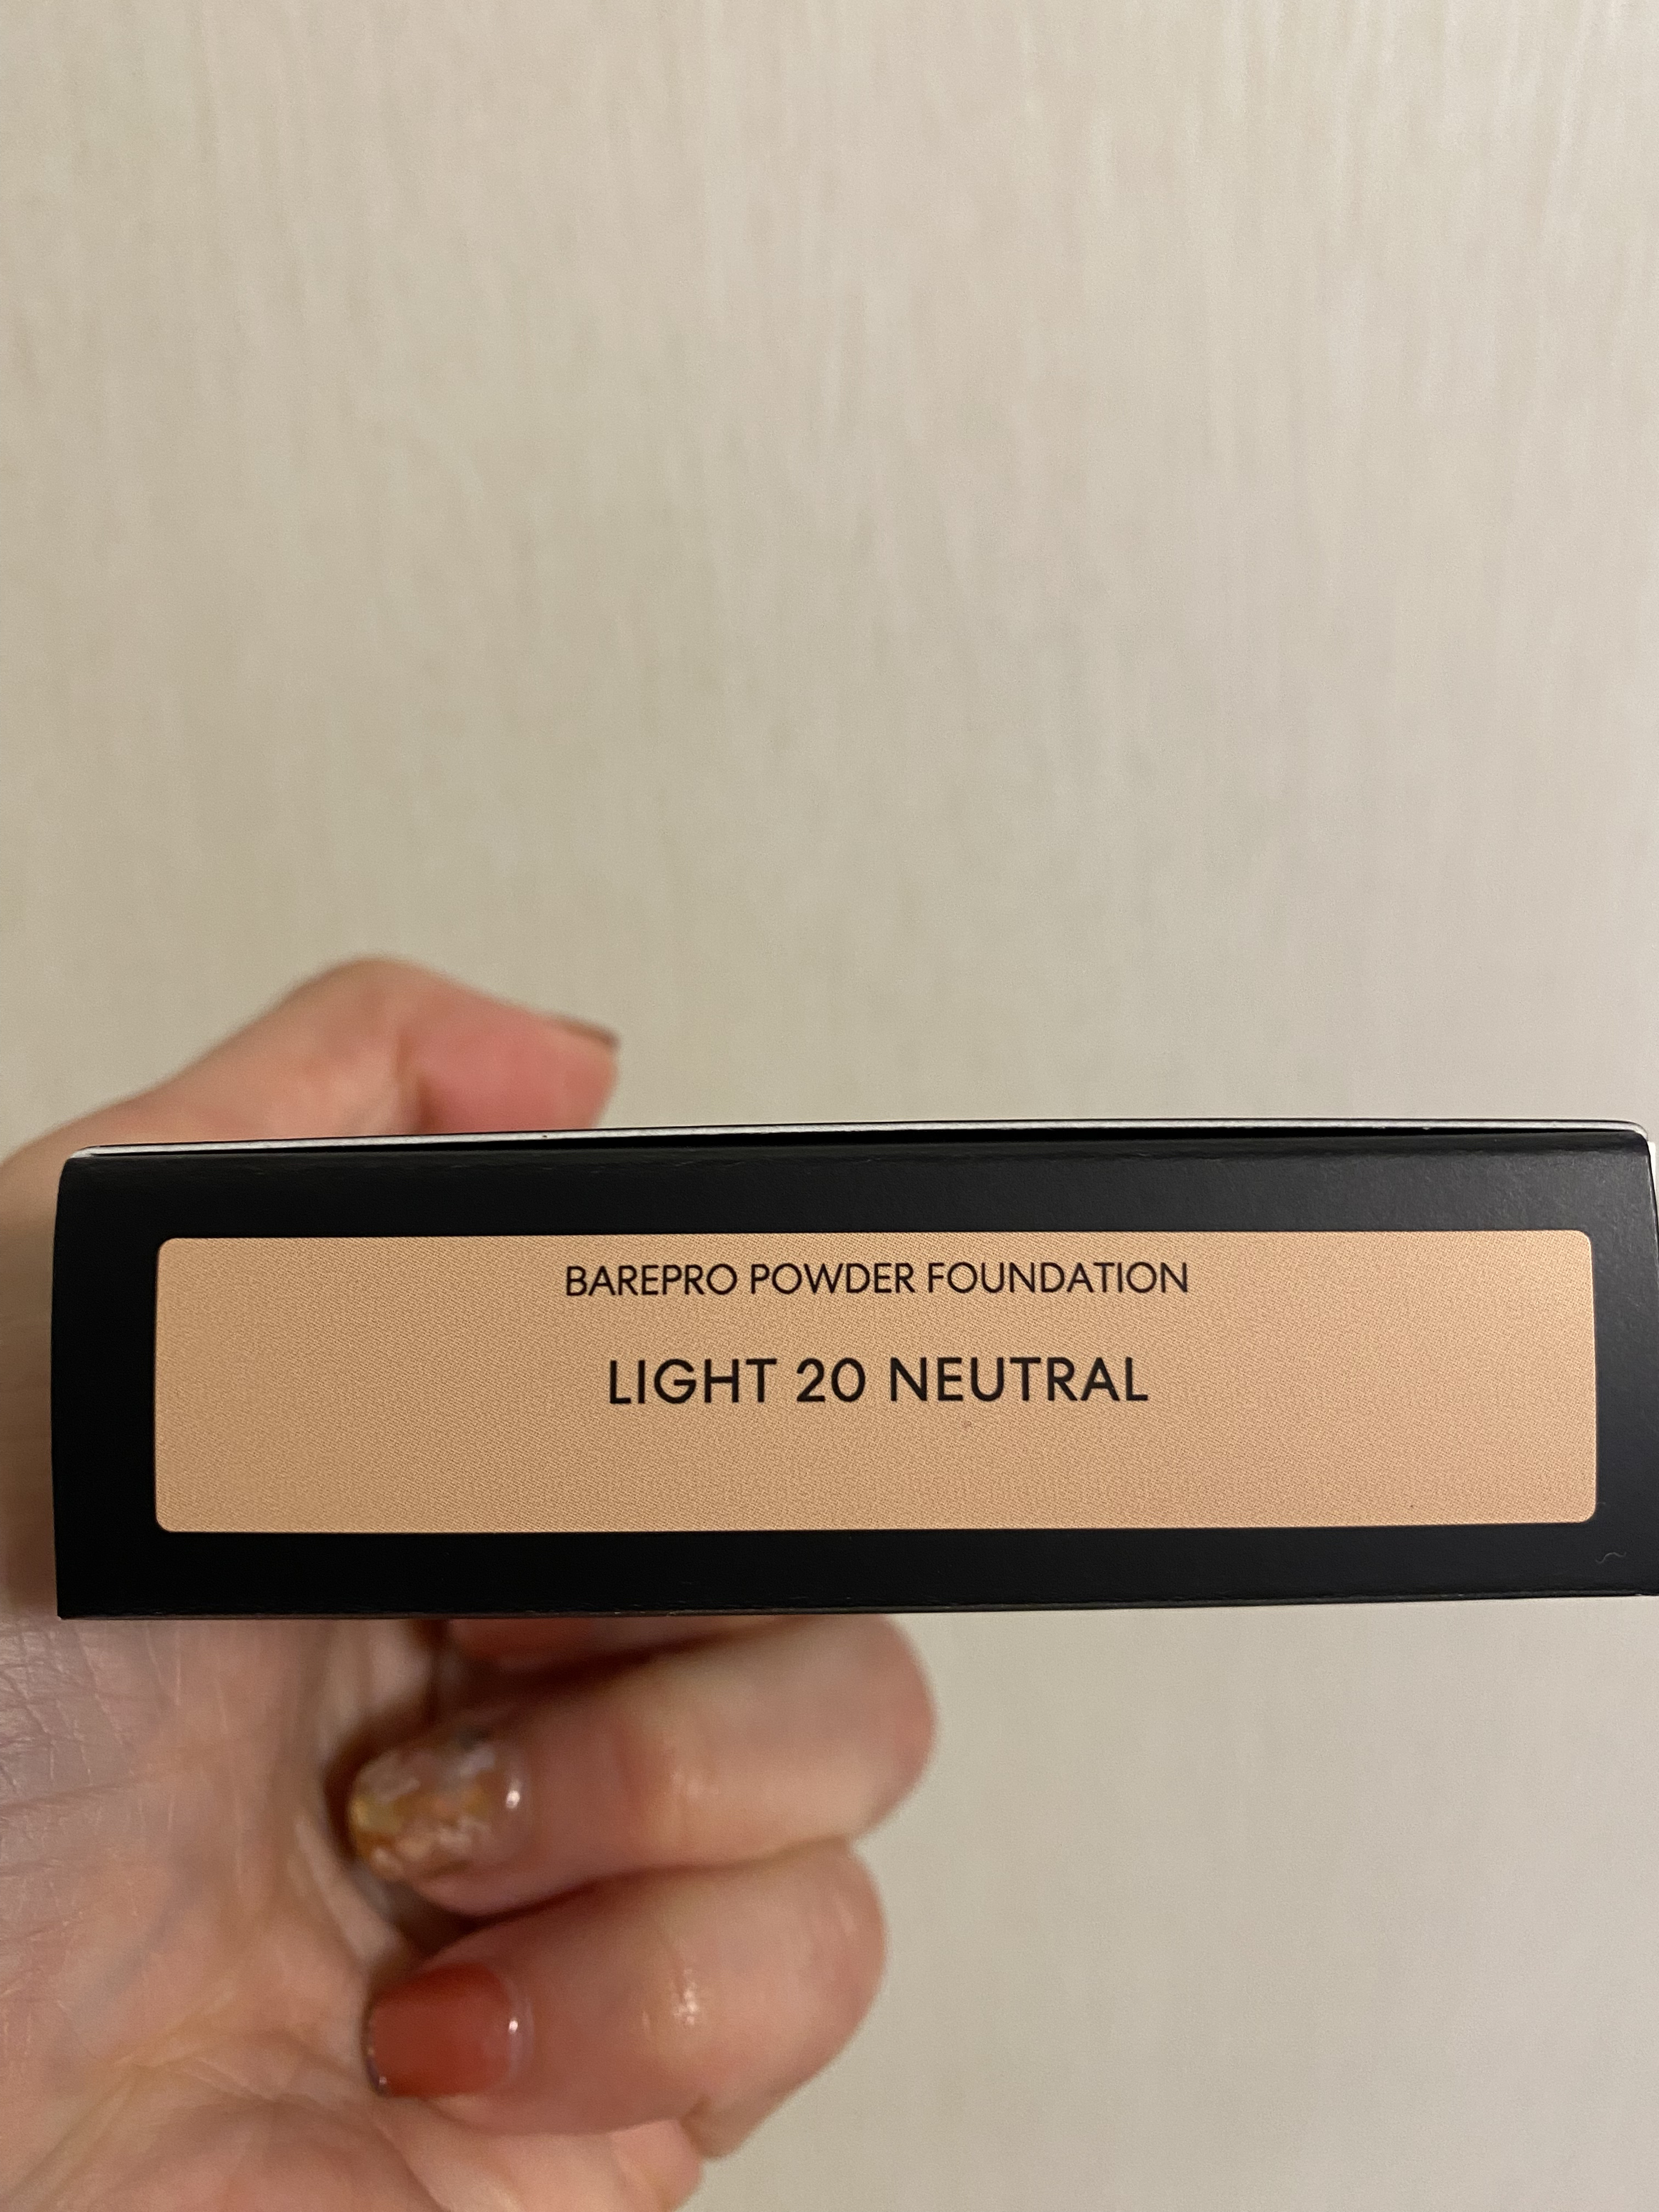 BAREPRO POWDER FOUNDATION
LIGHT 20 NEUTRAL